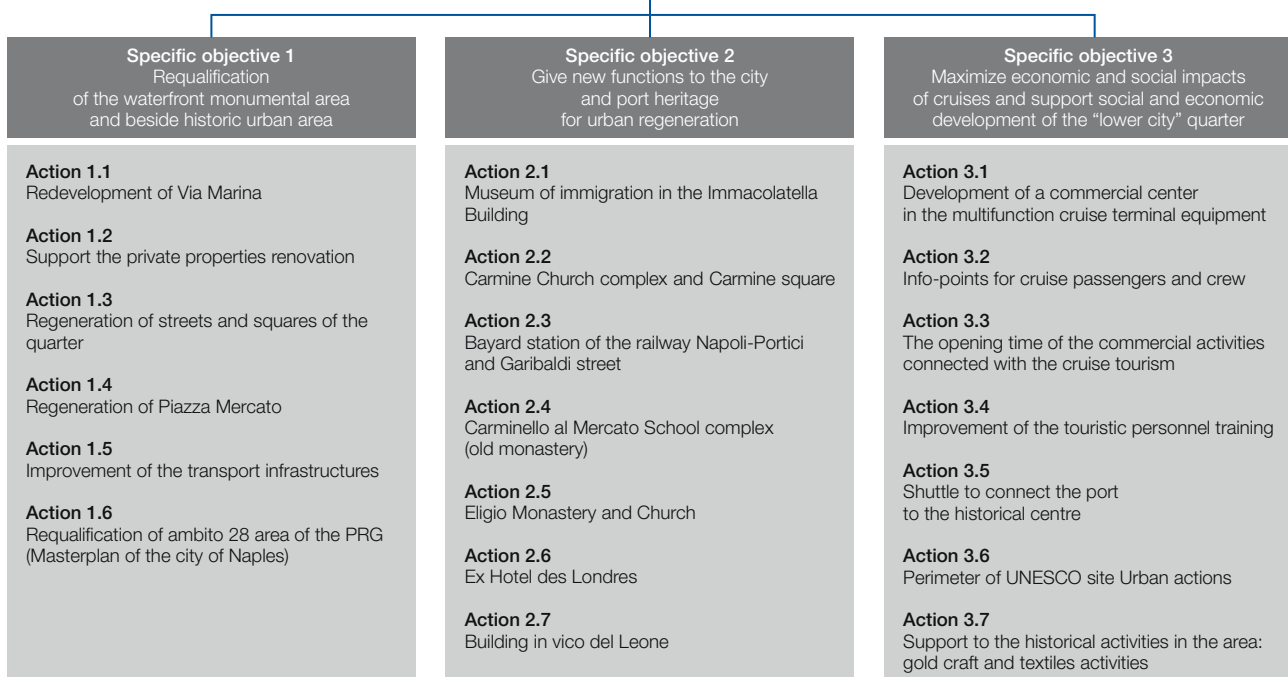 Specific objective 1
Requalification
of the waterfront monumental area
and beside historic urban area
Action 1.1
Redevelopment of Via Marina
Action 1.2
Support the private properties renovation
Action 1.3
Regeneration of streets and squares of the
quarter
Action 1.4
Regeneration of Piazza Mercato
Action 1.5
Improvement of the transport infrastructures
Action 1.6
Requalification of ambito 28 area of the PRG
(Masterplan of the city of Naples)
Specific objective 2
Give new functions to the city
and port heritage
for urban regeneration
Action 2.1
Museum of immigration in the Immacolatella
Building
Action 2.2
Carmine Church complex and Carmine square
Action 2.3
Bayard station of the railway Napoli-Portici
and Garibaldi street
Action 2.4
Carminello al Mercato School complex
(old monastery)
Action 2.5
Eligio Monastery and Church
Action 2.6
Ex Hotel des Londres
Action 2.7
Building in vico del Leone
Specific objective 3
Maximize economic and social impacts
of cruises and support social and economic
development of the “lower city” quarter
Action 3.1
Development of a commercial center
in the multifunction cruise terminal equipment
Action 3.2
Info-points for cruise passengers and crew
Action 3.3
The opening time of the commercial activities
connected with the cruise tourism
Action 3.4
Improvement of the touristic personnel training
Action 3.5
Shuttle to connect the port
to the historical centre
Action 3.6
Perimeter of UNESCO site Urban actions
Action 3.7
Support to the historical activities in the area:
gold craft and textiles activities